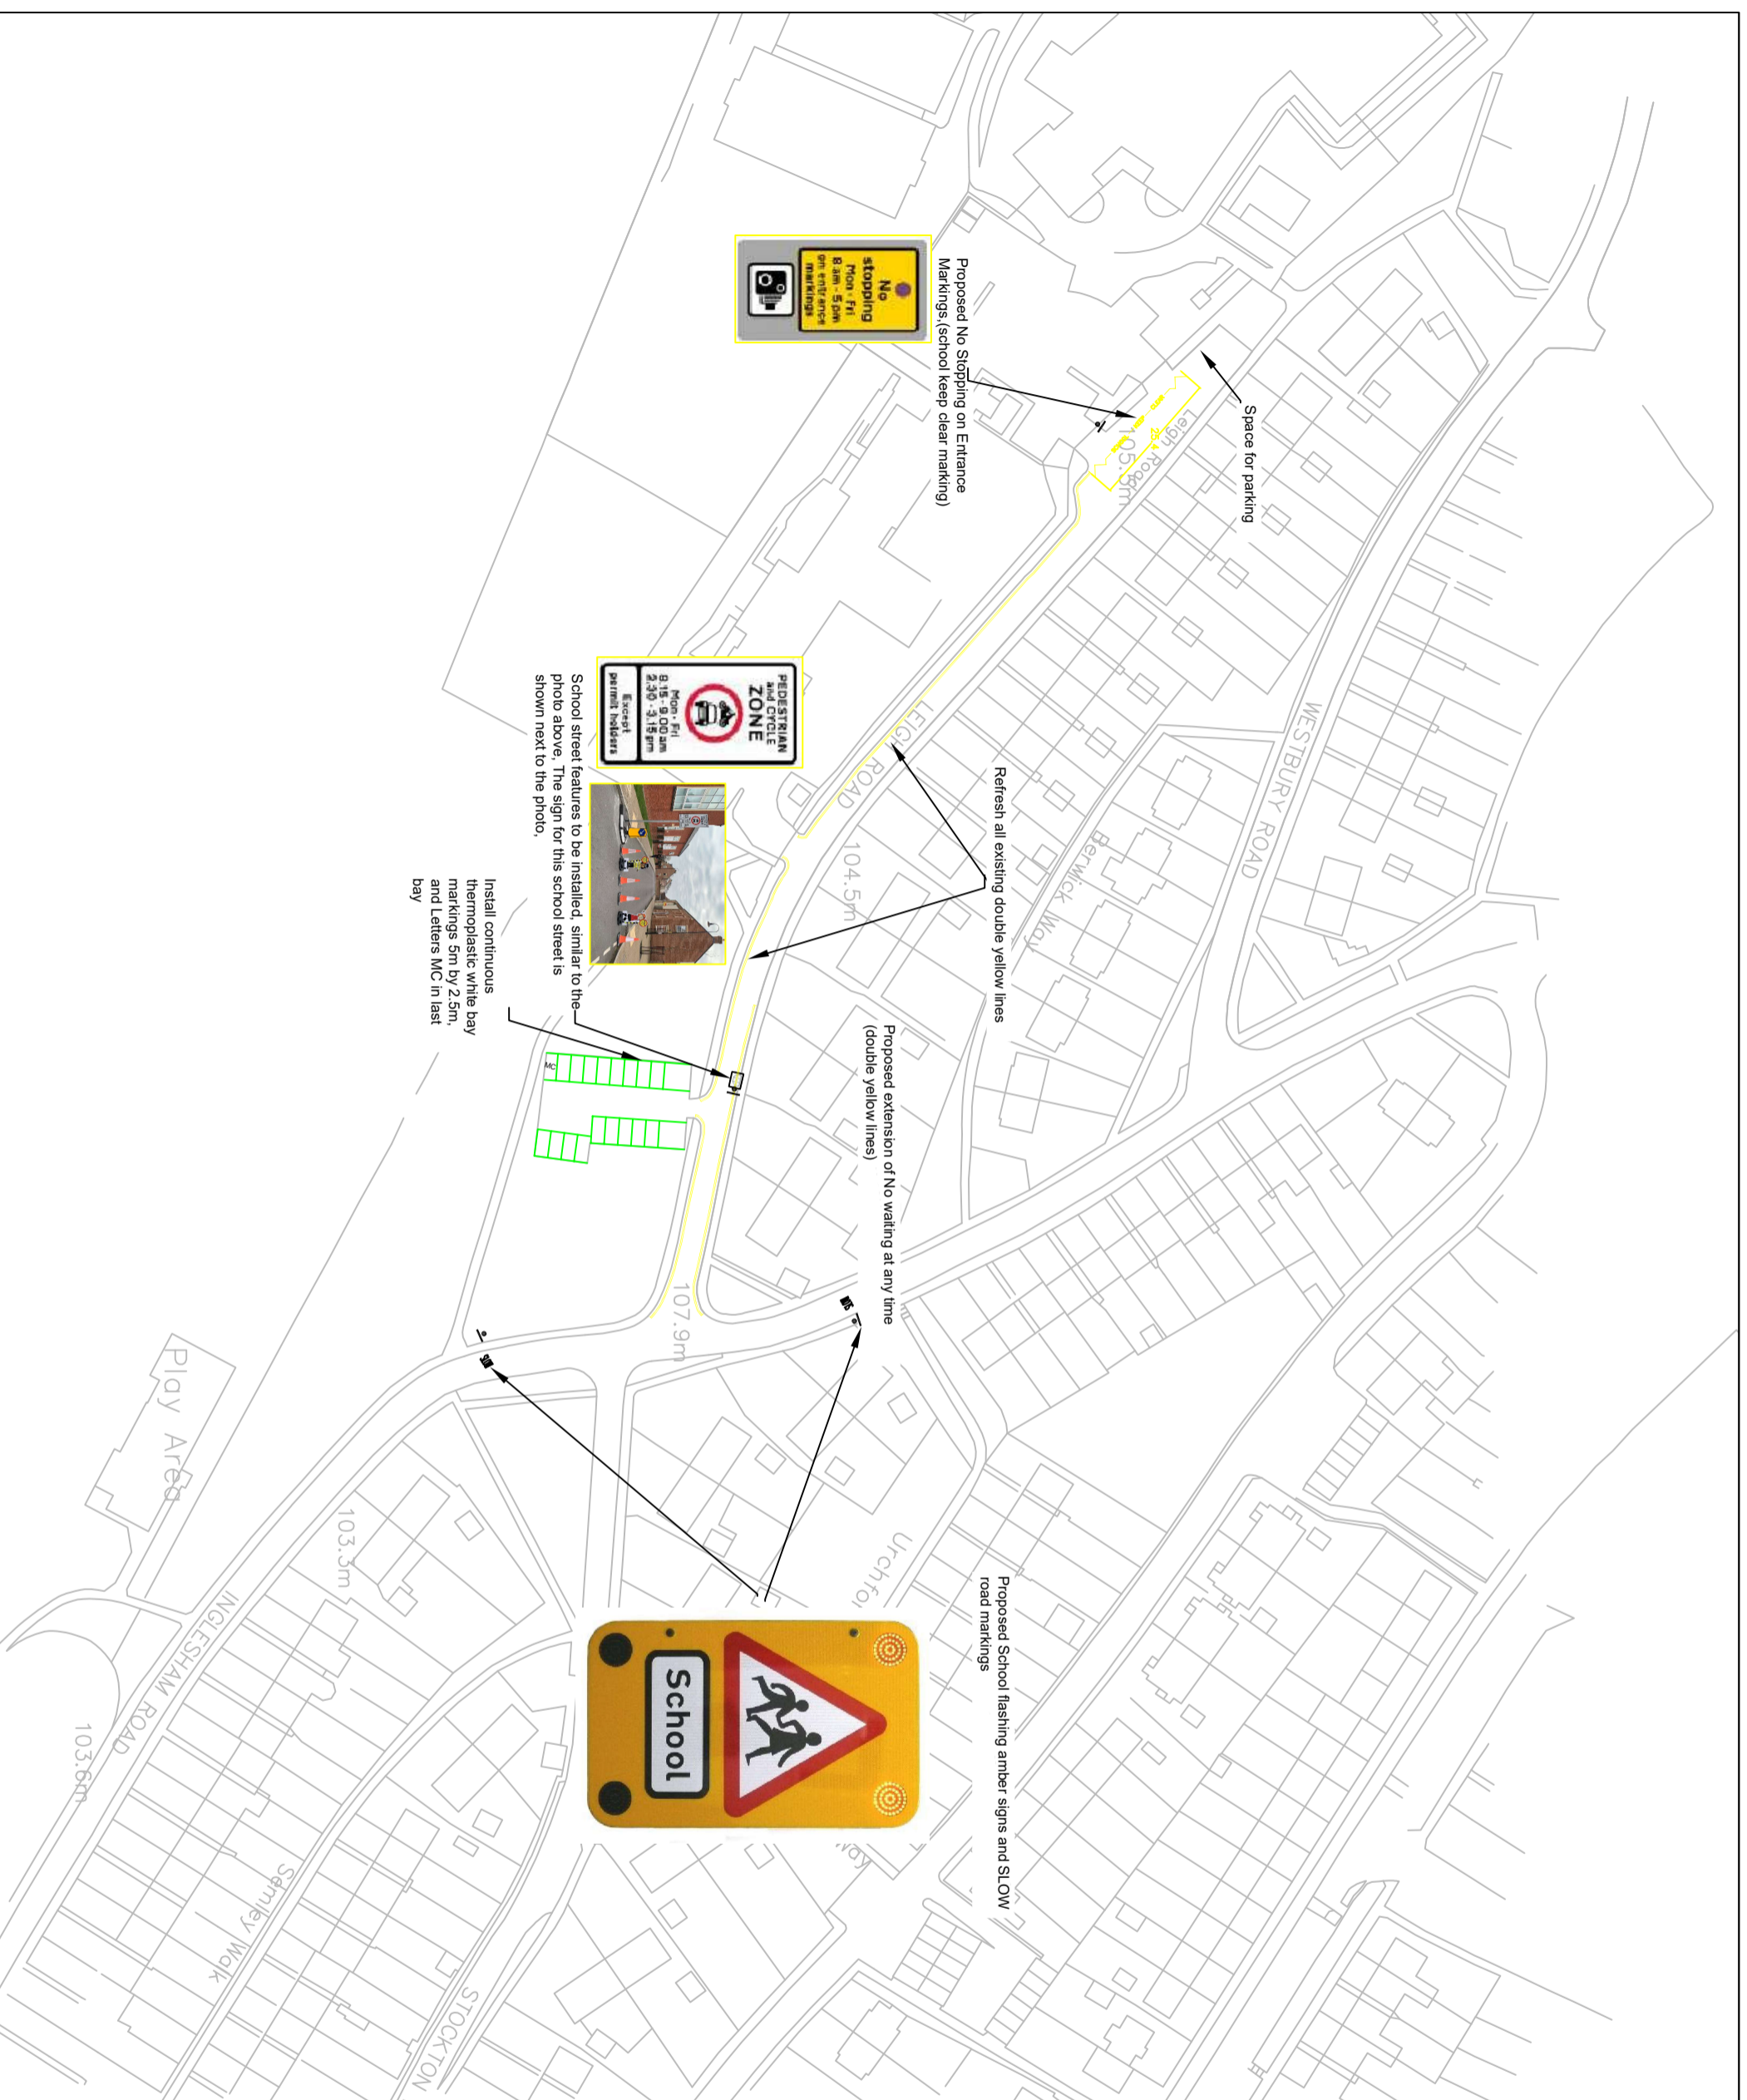 Space for parking
Proposed No Stopping on Entrance
Markings,(school keep clear marking)
No
stopping
Mon - Fri
8 am - 5 pm
on entrance
markings
Leigh Road
105.8m
WESTBURY ROAD
Berwick Way
Refresh all existing double yellow lines
LEIGH ROAD
104.5m
PEDESTRIAN
and CYCLE
ZONE
Mon - Fri
8.15 - 9.00 am
2.30 - 3.15 pm
Except
permit holders
School street features to be installed, similar to the
photo above, The sign for this school street is
shown next to the photo,
Install continuous
thermoplastic white bay
markings 5m by 2.5m,
and Letters MC in last
bay
MC
Proposed extension of No waiting at any time
(double yellow lines)
107.9m
SLOW
SLOW
Proposed School flashing amber signs and SLOW
road markings
School
Urchfo
Way
Play Area
103.3m
INGLESHAM ROAD
103.6m
Semley Walk
STOCKTON